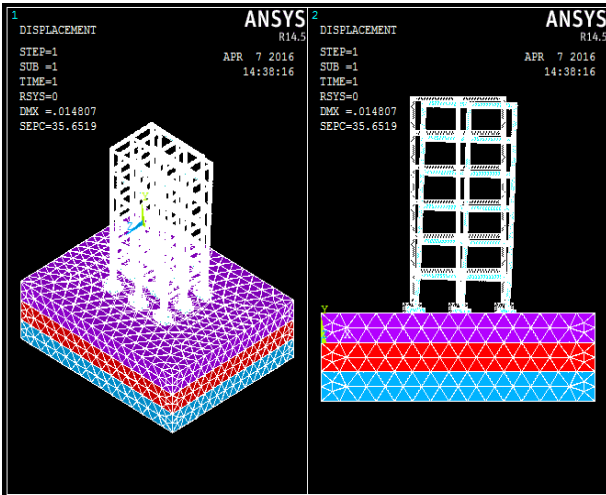 1
ANSYS
R14.5
DISPLACEMENT
STEP=1
SUB =1
TIME=1
RSYS=0
DMX =.014807
SEPC=35.6519
APR 7 2016
14:38:16
Y
2
ANSYS
R14.5
DISPLACEMENT
STEP=1
SUB =1
TIME=1
RSYS=0
DMX =.014807
SEPC=35.6519
APR 7 2016
14:38:16
Y